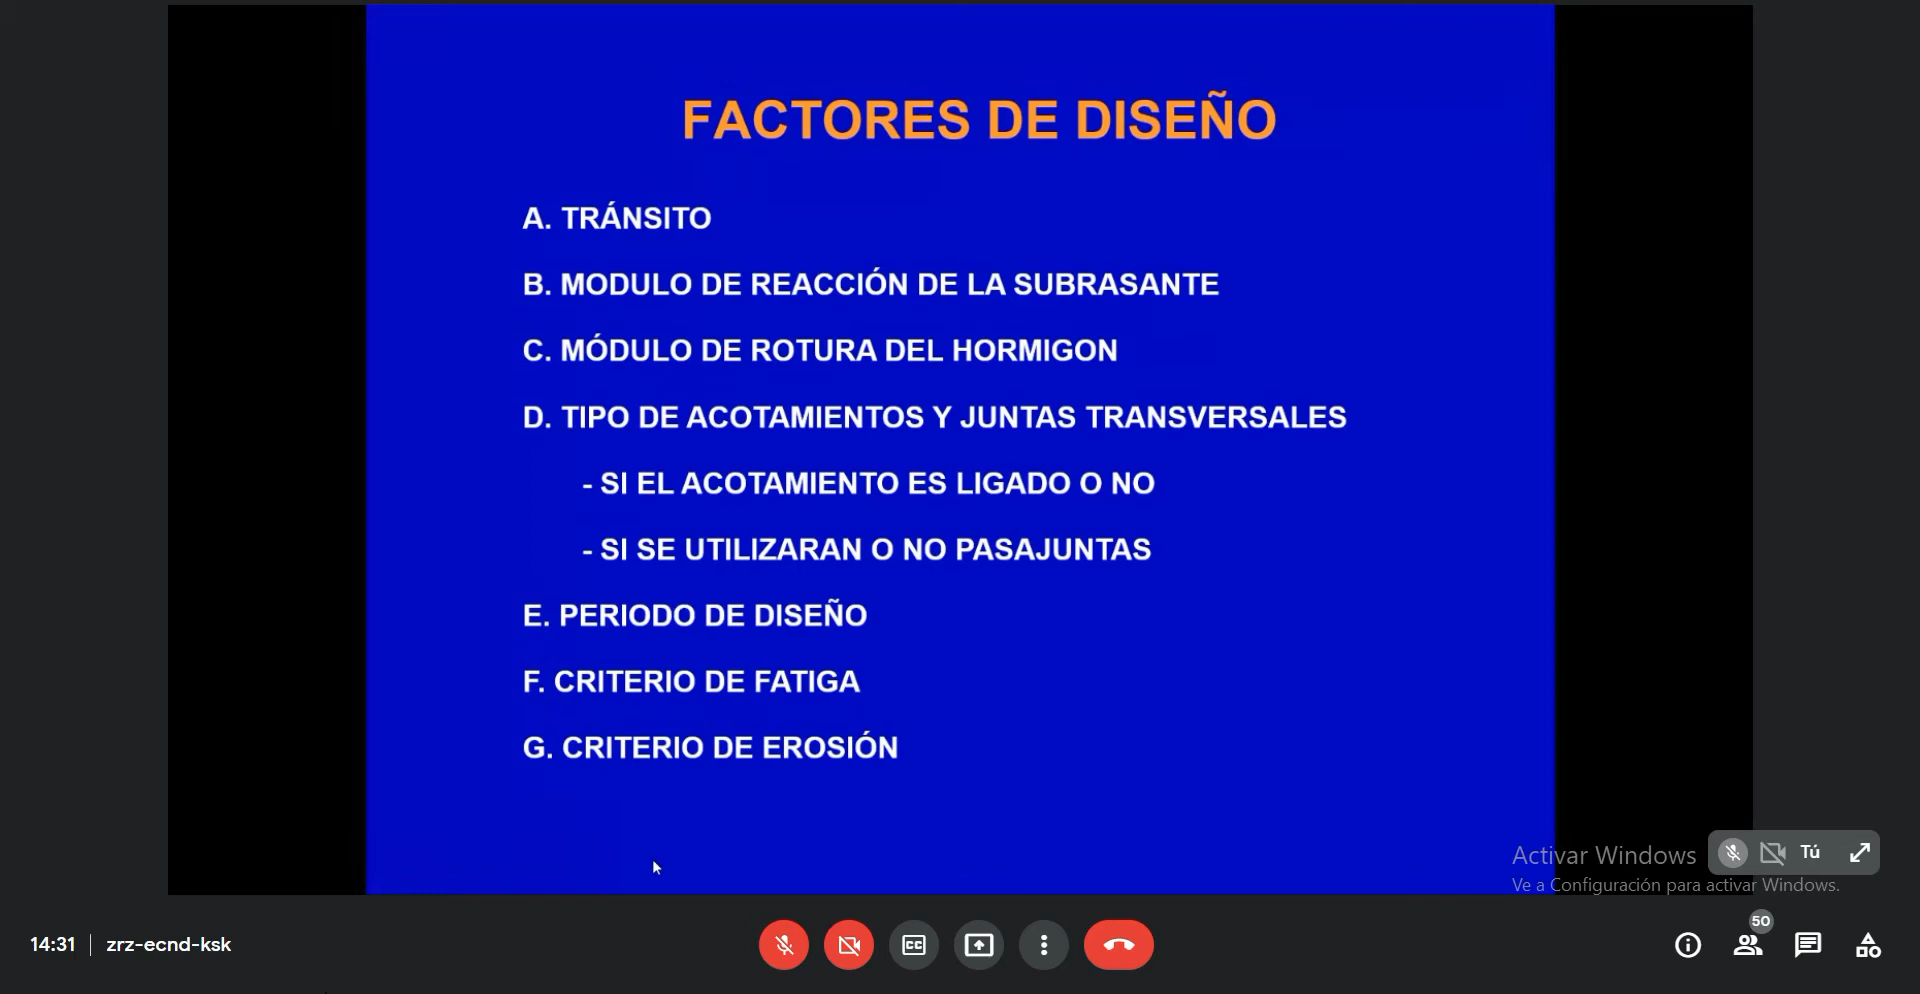 FACTORES DE DISEÑO
A. TRÁNSITO
B. MODULO DE REACCIÓN DE LA SUBRASANTE
C. MÓDULO DE ROTURA DEL HORMIGON
D. TIPO DE ACOTAMIENTOS Y JUNTAS TRANSVERSALES
- SI EL ACOTAMIENTO ES LIGADO O NO
- SI SE UTILIZARAN O NO PASAJUNTAS
E. PERIODO DE DISEÑO
F. CRITERIO DE FATIGA
G. CRITERIO DE EROSIÓN
Activar Windows
Tú
Ve a Configuración para activar Windows.
14:31 | zrz-ecnd-ksk
CC
50